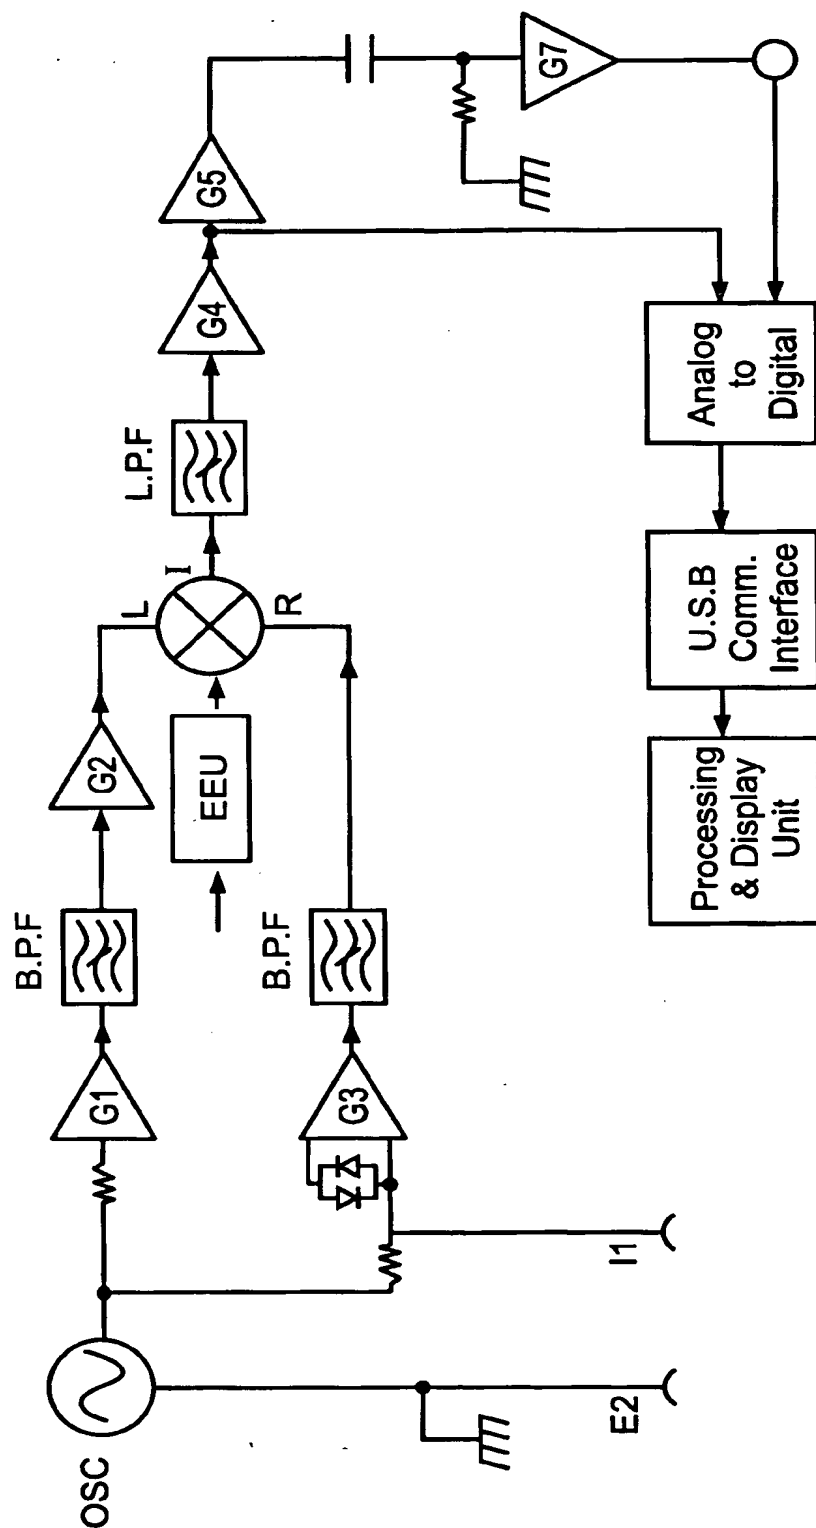 OSC
G1
B.P.F
G2
L
I
R
EEU
G3
B.P.F
L.P.F
G4
G5
G7
E2
I1
Analog
to
Digital
U.S.B
Comm.
Interface
Processing
& Display
Unit